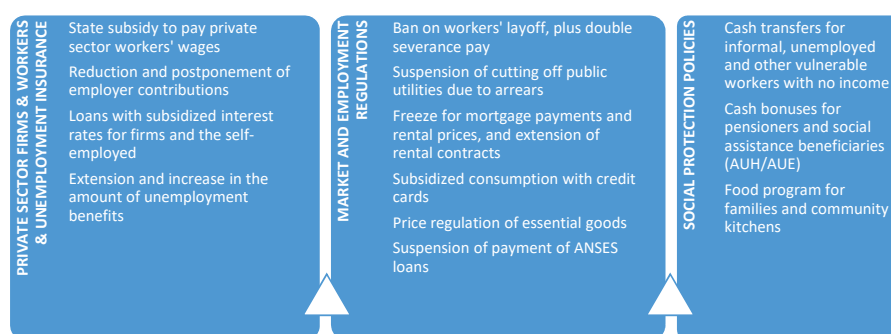 PRIVATE SECTOR FIRMS & WORKERS
& UNEMPLOYMENT INSURANCE
State subsidy to pay private
sector workers' wages
Reduction and postponement of
employer contributions
Loans with subsidized interest
rates for firms and the self-
employed
Extension and increase in the
amount of unemployment
benefits
MARKET AND EMPLOYMENT
REGULATIONS
Ban on workers' layoff, plus double
severance pay
Suspension of cutting off public
utilities due to arrears
Freeze for mortgage payments and
rental prices, and extension of
rental contracts
Subsidized consumption with credit
cards
Price regulation of essential goods
Suspension of payment of ANSES
loans
SOCIAL PROTECTION POLICIES
Cash transfers for
informal, unemployed
and other vulnerable
workers with no income
Cash bonuses for
pensioners and social
assistance beneficiaries
(AUH/AUE)
Food program for
families and community
kitchens